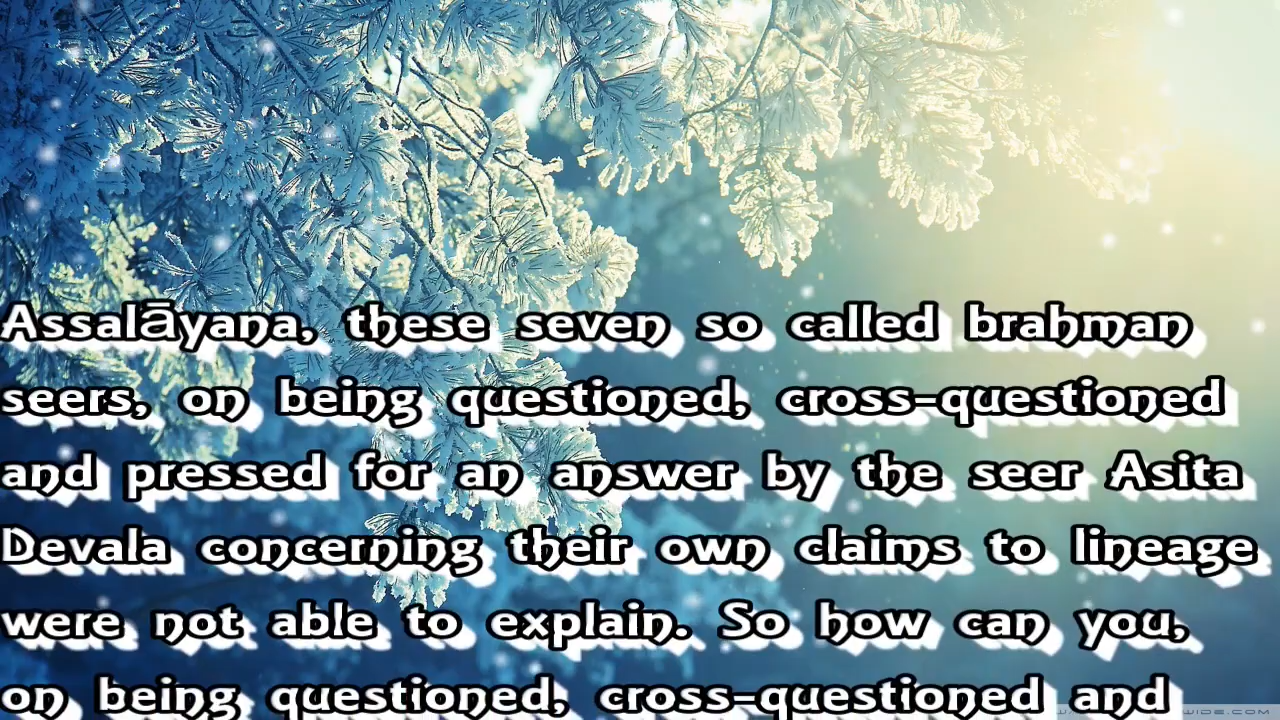 Assalāyana, these seven so called brahman
seers, on being questioned, cross-questioned
and pressed for an answer by the seer Asita
Devala concerning their own claims to lineage
were not able to explain. So how can you,
on being questioned, cross-questioned and